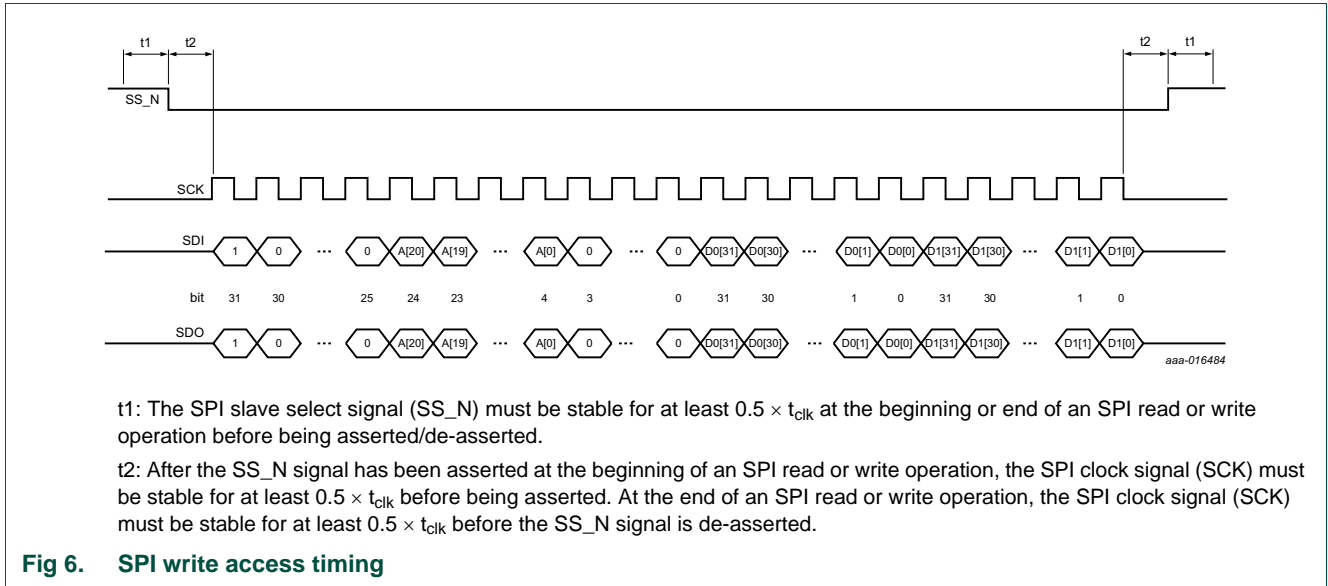 t1 t2 t2 t1
SS_N
SCK
SDI 1 0 ... 0 A[20] A[19] ... A[0] 0 ... 0 D0[31] D0[30] ... D0[1] D0[0] D1[31] D1[30] ... D1[1] D1[0]
bit 31 30 25 24 23 4 3 0 31 30 1 0 31 30 1 0
SDO 1 0 ... 0 A[20] A[19] ... A[0] 0 ... 0 D0[31] D0[30] ... D0[1] D0[0] D1[31] D1[30] ... D1[1] D1[0]
aaa-016484
t1: The SPI slave select signal (SS_N) must be stable for at least 0.5 × tclk at the beginning or end of an SPI read or write
operation before being asserted/de-asserted.
t2: After the SS_N signal has been asserted at the beginning of an SPI read or write operation, the SPI clock signal (SCK) must
be stable for at least 0.5 × tclk before being asserted. At the end of an SPI read or write operation, the SPI clock signal (SCK)
must be stable for at least 0.5 × tclk before the SS_N signal is de-asserted.
Fig 6. SPI write access timing